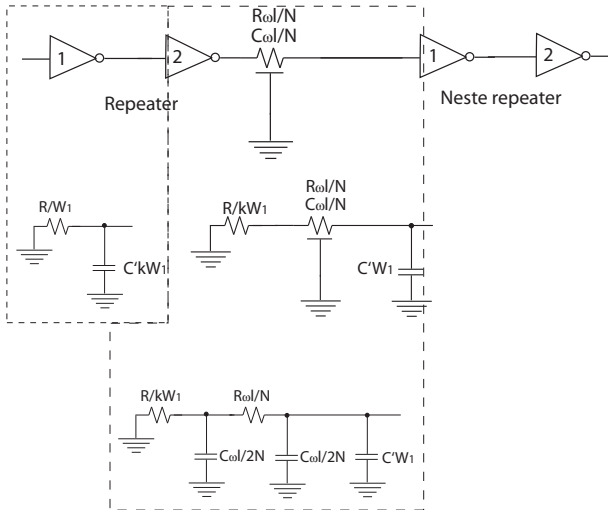 Rωl/N
Cωl/N
1
2
1
2
Repeater
Neste repeater
R/W₁
C'kW₁
R/kW₁
Rωl/N
Cωl/N
C'W₁
R/kW₁
Rωl/N
Cωl/2N
Cωl/2N
C'W₁